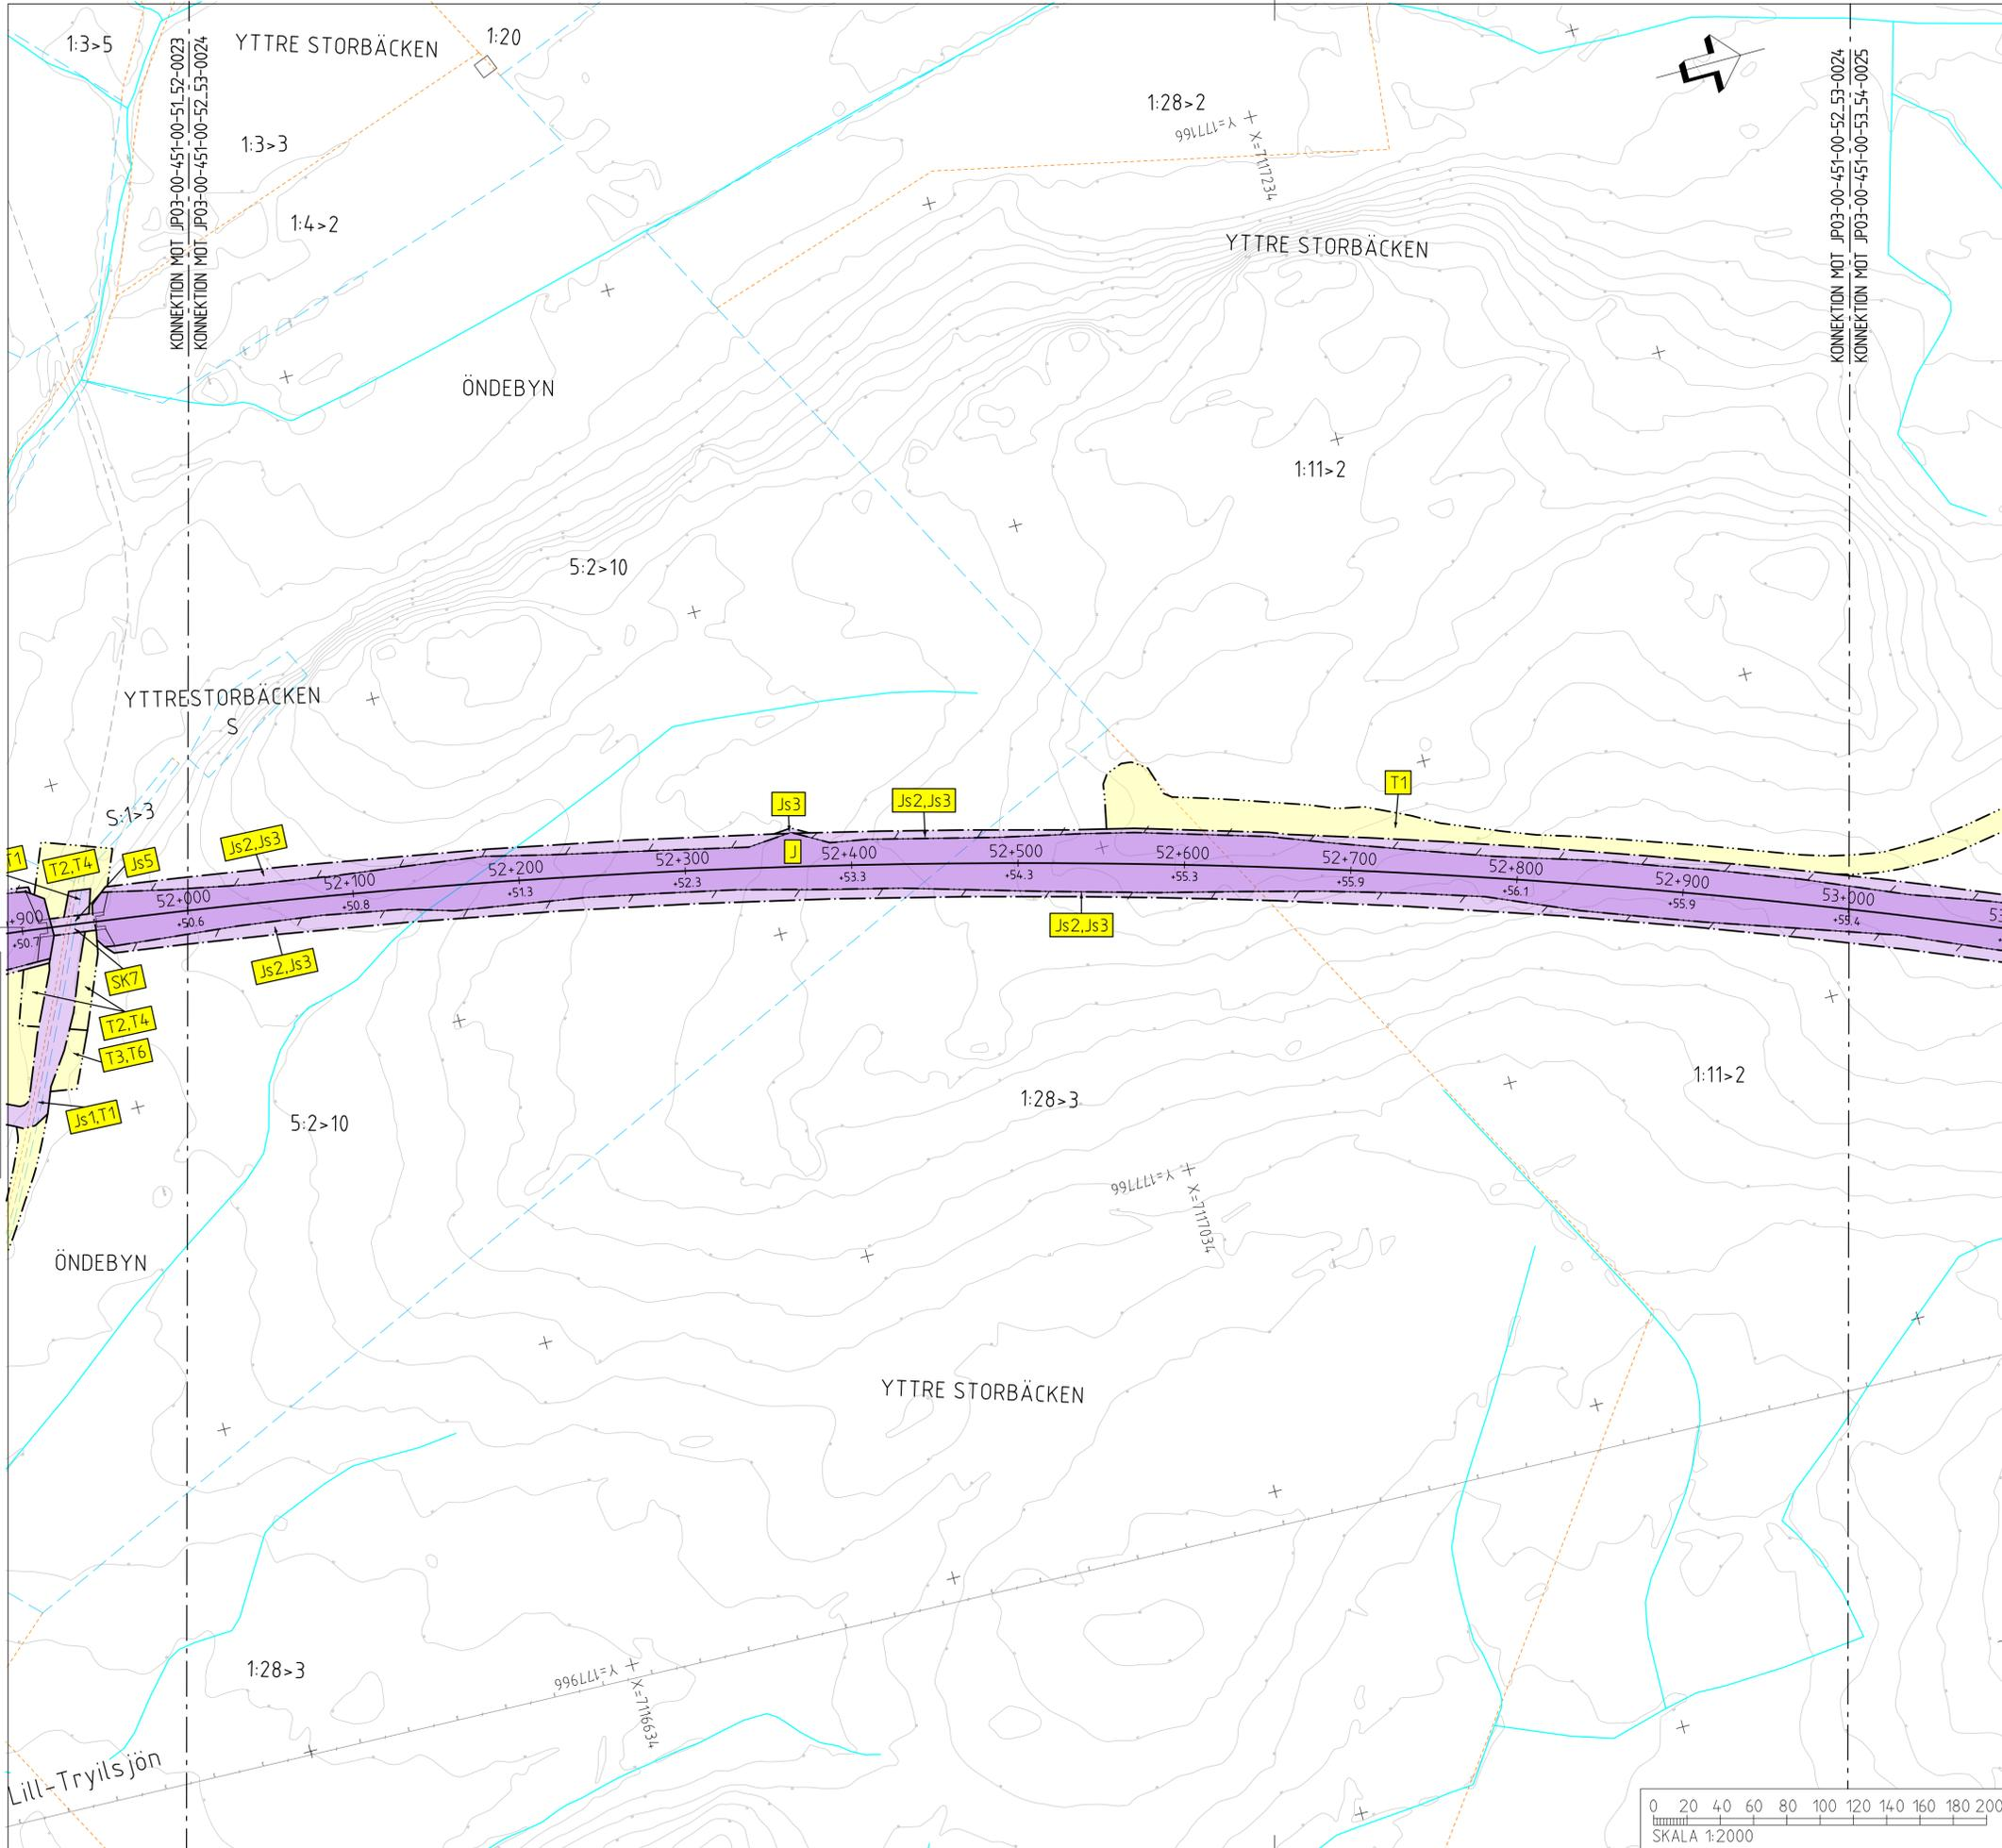 1:3>5
YTTRE STORBÄCKEN
1:20
KONNEKTION MOT JP03-00-451-00-51_52-0023
KONNEKTION MOT JP03-00-451-00-52_53-0024
KONNEKTION MOT JP03-00-451-00-52_53-0024
KONNEKTION MOT JP03-00-451-00-53_54-0025
1:28>2
Y=177166
X=7117234
1:3>3
1:4>2
YTTRE STORBÄCKEN
ÖNDEBYN
1:11>2
5:2>10
YTTRESTORBÄCKEN
S
S:1>3
T1
Js3
Js2,Js3
Js2,Js3
T1
T2,T4
Js5
J
+900
52+000
52+100
52+200
52+300
52+400
52+500
52+600
52+700
52+800
52+900
53+000
53
+50.7
+50.6
+50.8
+51.3
+52.3
+53.3
+54.3
+55.3
+55.9
+56.1
+55.9
+55.4
Js2,Js3
Js2,Js3
SK7
T2,T4
T3,T6
Js1,T1
5:2>10
1:28>3
1:11>2
Y=177766
X=7117034
ÖNDEBYN
YTTRE STORBÄCKEN
1:28>3
Y=177966
X=7116634
Lill-Tryilsjön
0 20 40 60 80 100 120 140 160 180 200
SKALA 1:2000